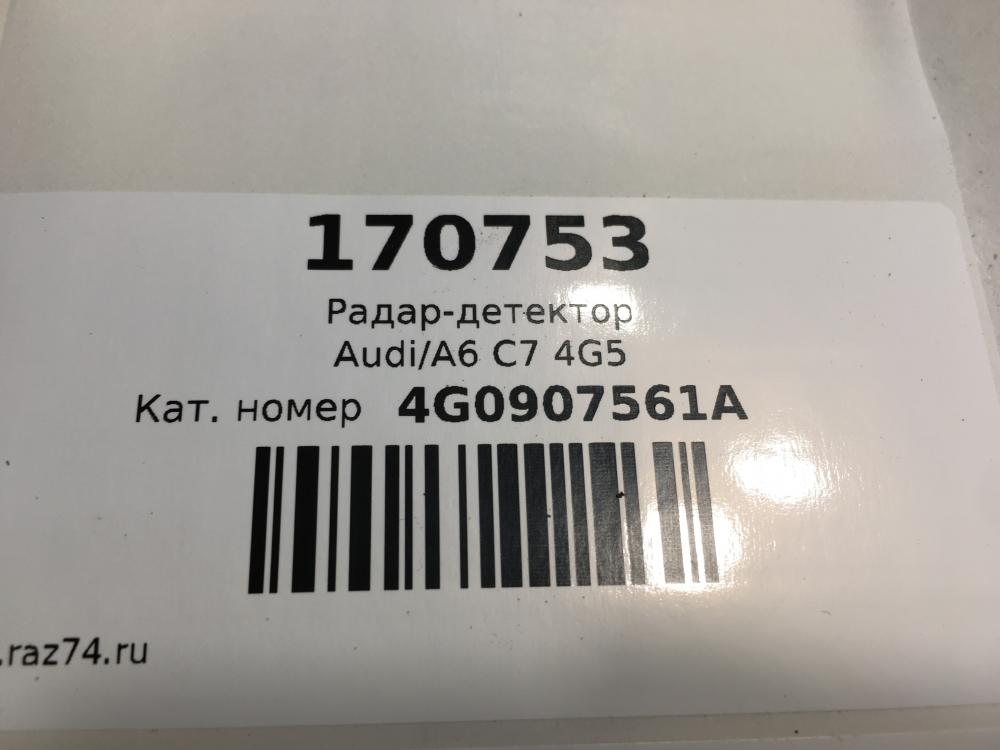 170753
Радар-детектор
Audi/A6 C7 4G5
Кат. номер 4G0907561A
.raz74.ru